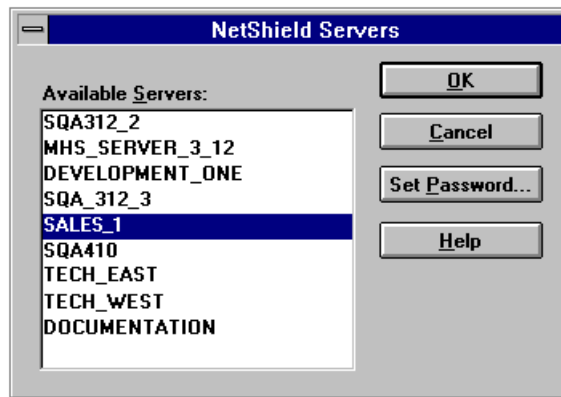 NetShield Servers
Available Servers:
SQA312_2
MHS_SERVER_3_12
DEVELOPMENT_ONE
SQA_312_3
SALES_1
SQA410
TECH_EAST
TECH_WEST
DOCUMENTATION
OK
Cancel
Set Password...
Help